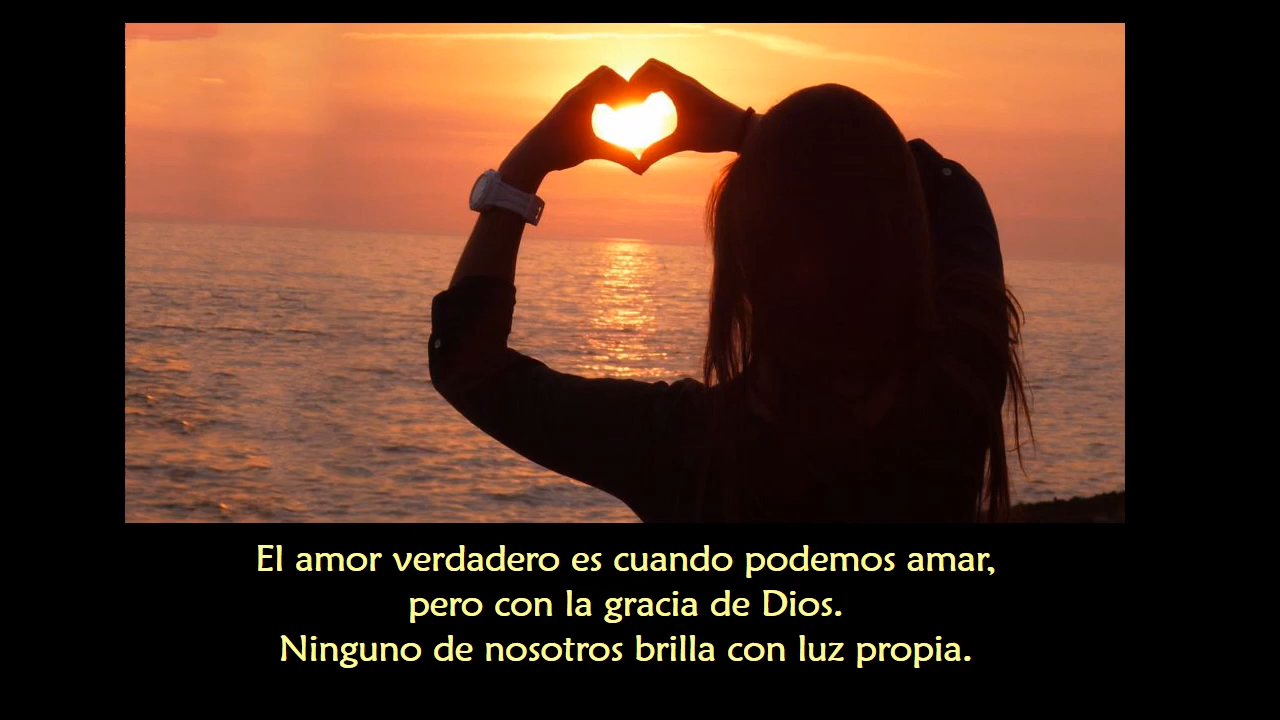 El amor verdadero es cuando podemos amar,
pero con la gracia de Dios.
Ninguno de nosotros brilla con luz propia.